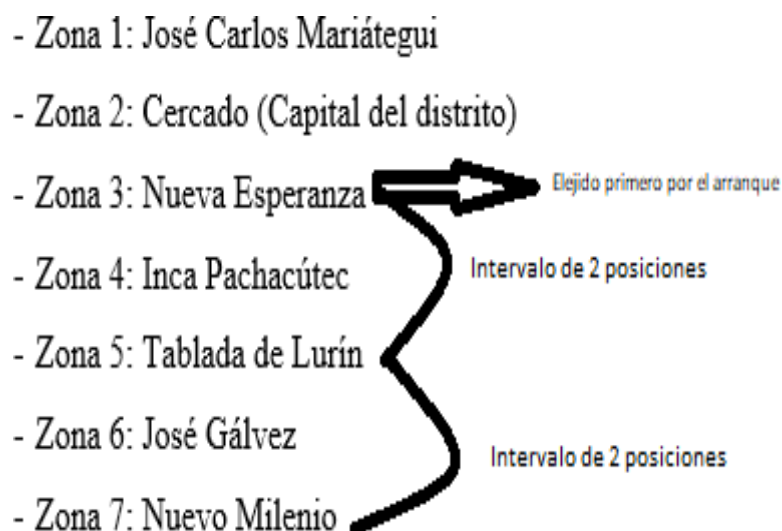 - Zona 1: José Carlos Mariátegui
- Zona 2: Cercado (Capital del distrito)
- Zona 3: Nueva Esperanza
Elejido primero por el arranque
- Zona 4: Inca Pachacútec
Intervalo de 2 posiciones
- Zona 5: Tablada de Lurín
- Zona 6: José Gálvez
Intervalo de 2 posiciones
- Zona 7: Nuevo Milenio